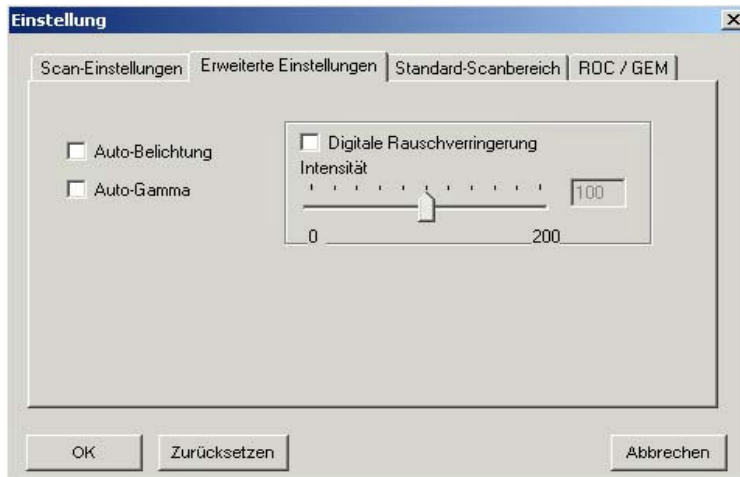 Einstellung
Scan-Einstellungen Erweiterte Einstellungen Standard-Scanbereich ROC / GEM
Auto-Belichtung
Auto-Gamma
Digitale Rauschverringerung
Intensität
100
0 200
OK Zurücksetzen Abbrechen